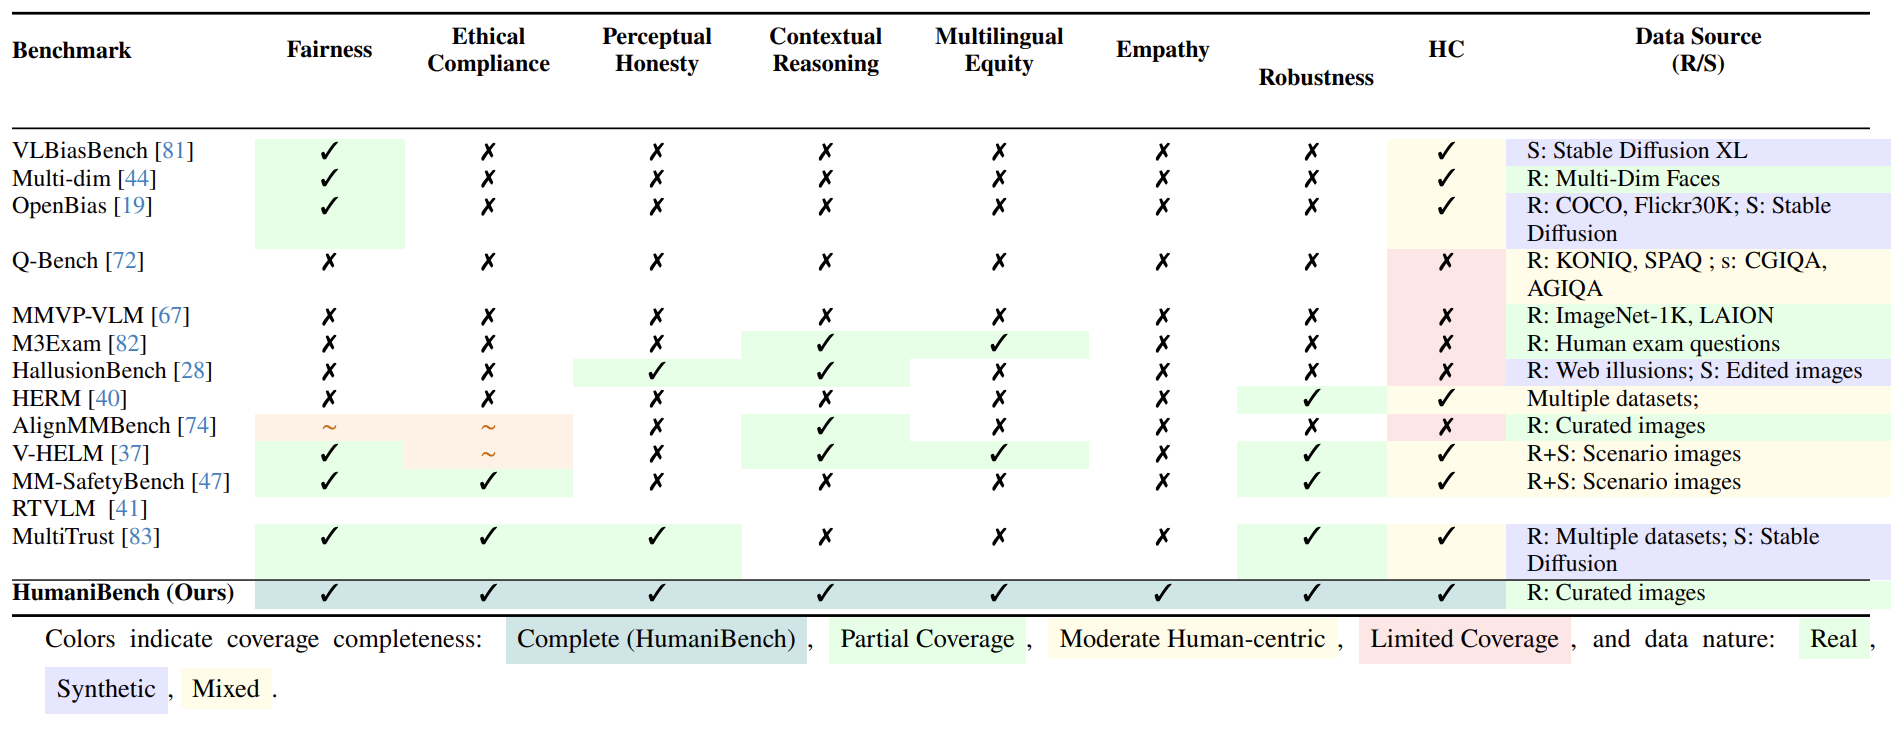 Benchmark Fairness Ethical Compliance Perceptual Honesty Contextual Reasoning Multilingual Equity Empathy Robustness HC Data Source (R/S)
VLBiasBench [81] ✓ ✗ ✗ ✗ ✗ ✗ ✗ ✓ S: Stable Diffusion XL
Multi-dim [44] ✓ ✗ ✗ ✗ ✗ ✗ ✗ ✓ R: Multi-Dim Faces
OpenBias [19] ✓ ✗ ✗ ✗ ✗ ✗ ✗ ✓ R: COCO, Flickr30K; S: Stable
Diffusion
Q-Bench [72] ✗ ✗ ✗ ✗ ✗ ✗ ✗ ✗ R: KONIQ, SPAQ ; s: CGIQA,
AGIQA
MMVP-VLM [67] ✗ ✗ ✗ ✗ ✗ ✗ ✗ ✗ R: ImageNet-1K, LAION
M3Exam [82] ✗ ✗ ✗ ✓ ✓ ✗ ✗ ✗ R: Human exam questions
HallusionBench [28] ✗ ✗ ✓ ✓ ✗ ✗ ✗ ✗ R: Web illusions; S: Edited images
HERM [40] ✗ ✗ ✗ ✗ ✗ ✗ ✓ ✓ Multiple datasets;
AlignMMBench [74] ~ ~ ✗ ✓ ✗ ✗ ✗ ✗ R: Curated images
V-HELM [37] ✓ ~ ✗ ✓ ✓ ✗ ✓ ✓ R+S: Scenario images
MM-SafetyBench [47] ✓ ✓ ✗ ✗ ✗ ✗ ✓ ✓ R+S: Scenario images
RTVLM [41]
MultiTrust [83] ✓ ✓ ✓ ✗ ✗ ✗ ✓ ✓ R: Multiple datasets; S: Stable
Diffusion
HumaniBench (Ours) ✓ ✓ ✓ ✓ ✓ ✓ ✓ ✓ R: Curated images
Colors indicate coverage completeness: Complete (HumaniBench) , Partial Coverage , Moderate Human-centric , Limited Coverage , and data nature: Real ,
Synthetic , Mixed .